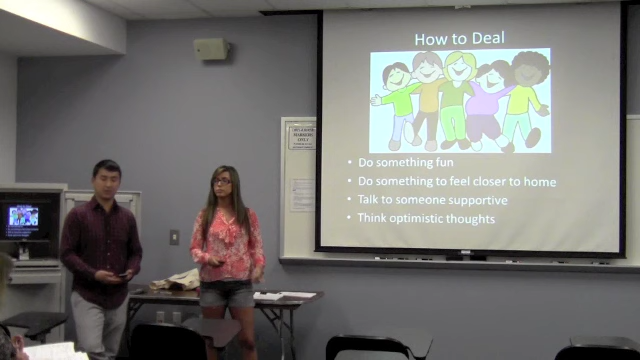 How to Deal
• Do something fun
• Do something to feel closer to home
• Talk to someone supportive
• Think optimistic thoughts